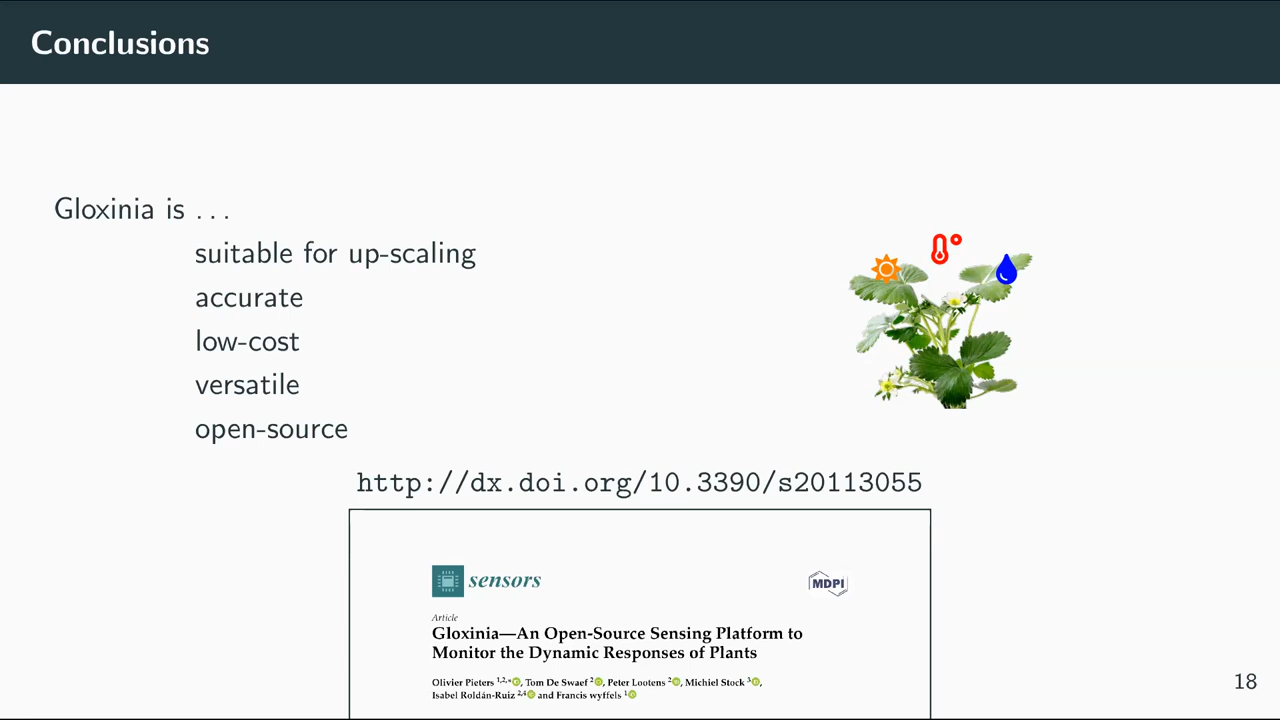 Conclusions
Gloxinia is ...
suitable for up-scaling
accurate
low-cost
versatile
open-source
http://dx.doi.org/10.3390/s20113055
sensors
MDPI
Article
Gloxinia—An Open-Source Sensing Platform to
Monitor the Dynamic Responses of Plants
Olivier Pieters 1,2,*, Tom De Swaef 2, Peter Lootens 2, Michiel Stock 3,
Isabel Roldán-Ruiz 2,4 and Francis wyffels 1
18